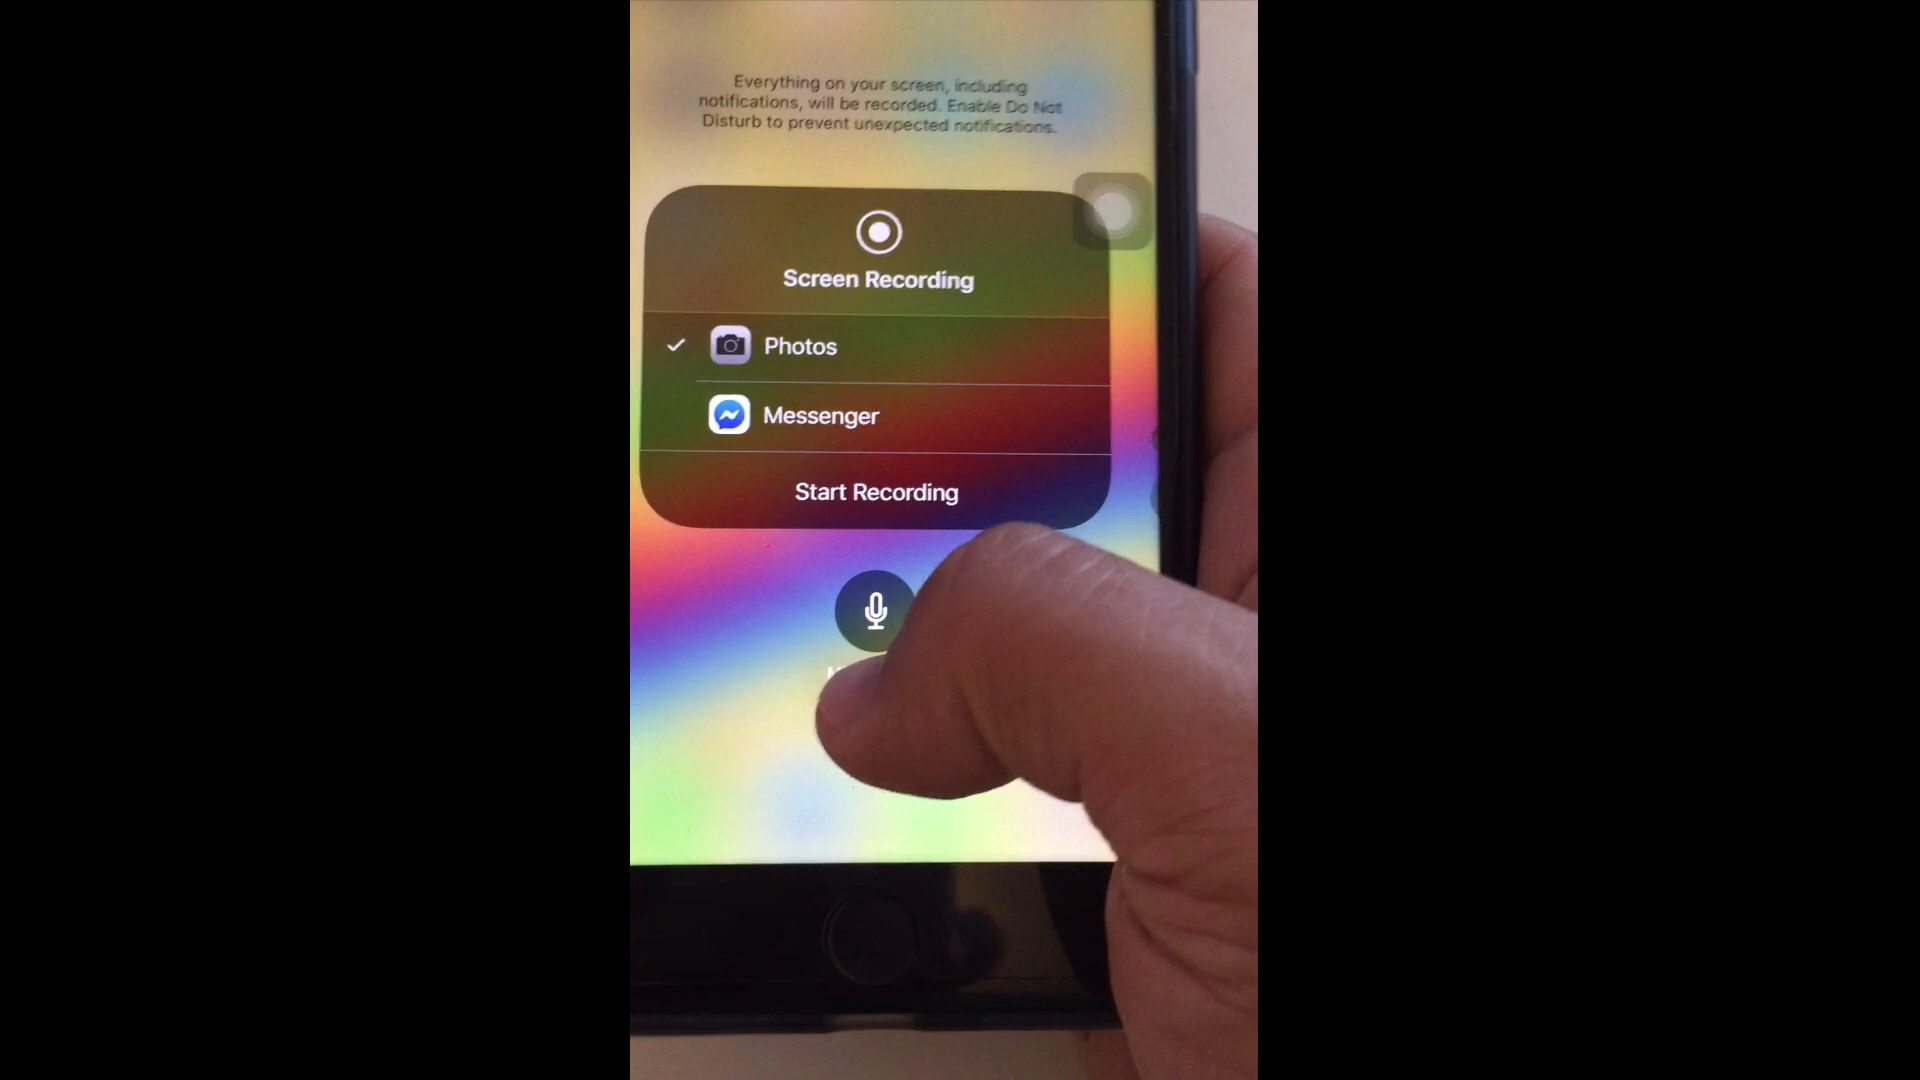 Everything on your screen, including
notifications, will be recorded. Enable Do Not
Disturb to prevent unexpected notifications.
Screen Recording
Photos
Messenger
Start Recording